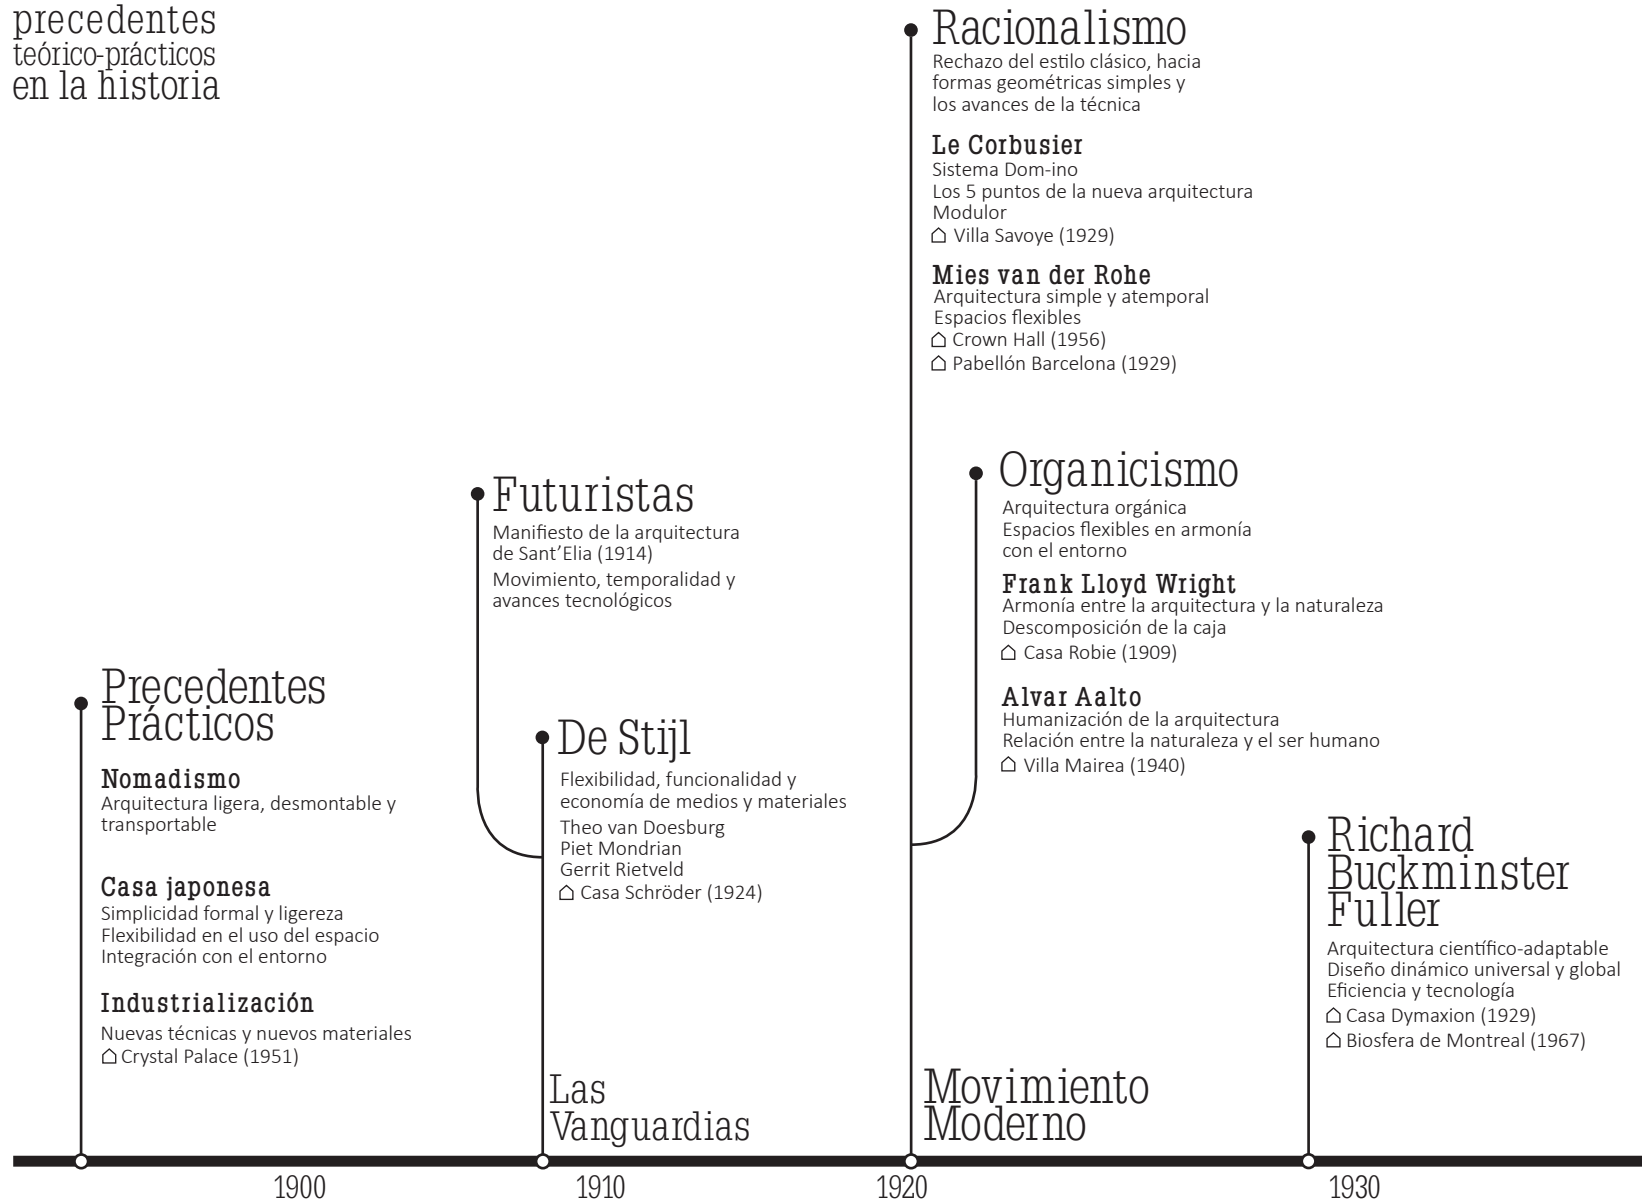 precedentes
teórico-prácticos
en la historia
Precedentes
Prácticos
Nomadismo
Arquitectura ligera, desmontable y
transportable
Casa japonesa
Simplicidad formal y ligereza
Flexibilidad en el uso del espacio
Integración con el entorno
Industrialización
Nuevas técnicas y nuevos materiales
Crystal Palace (1951)
Futuristas
Manifiesto de la arquitectura
de Sant’Elia (1914)
Movimiento, temporalidad y
avances tecnológicos
De Stijl
Flexibilidad, funcionalidad y
economía de medios y materiales
Theo van Doesburg
Piet Mondrian
Gerrit Rietveld
Casa Schröder (1924)
Las
Vanguardias
Racionalismo
Rechazo del estilo clásico, hacia
formas geométricas simples y
los avances de la técnica
Le Corbusier
Sistema Dom-ino
Los 5 puntos de la nueva arquitectura
Modulor
Villa Savoye (1929)
Mies van der Rohe
Arquitectura simple y atemporal
Espacios flexibles
Crown Hall (1956)
Pabellón Barcelona (1929)
Organicismo
Arquitectura orgánica
Espacios flexibles en armonía
con el entorno
Frank Lloyd Wright
Armonía entre la arquitectura y la naturaleza
Descomposición de la caja
Casa Robie (1909)
Alvar Aalto
Humanización de la arquitectura
Relación entre la naturaleza y el ser humano
Villa Mairea (1940)
Movimiento
Moderno
Richard
Buckminster
Fuller
Arquitectura científico-adaptable
Diseño dinámico universal y global
Eficiencia y tecnología
Casa Dymaxion (1929)
Biosfera de Montreal (1967)
1900
1910
1920
1930